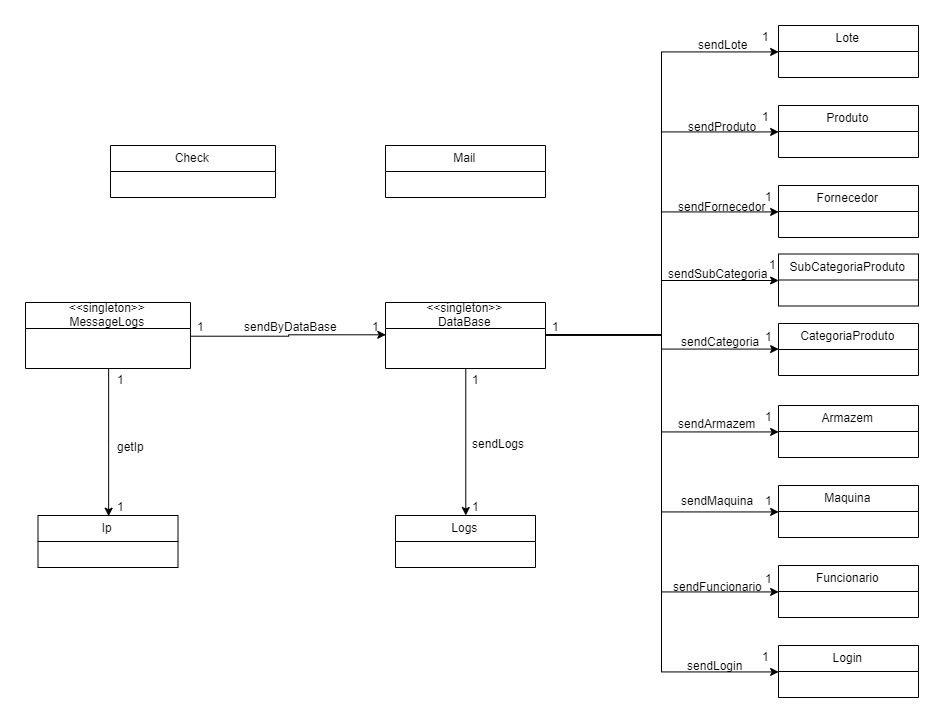 1
Lote
sendLote
1
Produto
sendProduto
Check
Mail
1
Fornecedor
sendFornecedor
1
SubCategoriaProduto
sendSubCategoria
<<singleton>>
MessageLogs
1
sendByDataBase
1
<<singleton>>
DataBase
1
1
CategoriaProduto
sendCategoria
1
1
1
Armazem
sendArmazem
getIp
sendLogs
1
Maquina
sendMaquina
1
Ip
1
Logs
1
Funcionario
sendFuncionario
1
Login
sendLogin